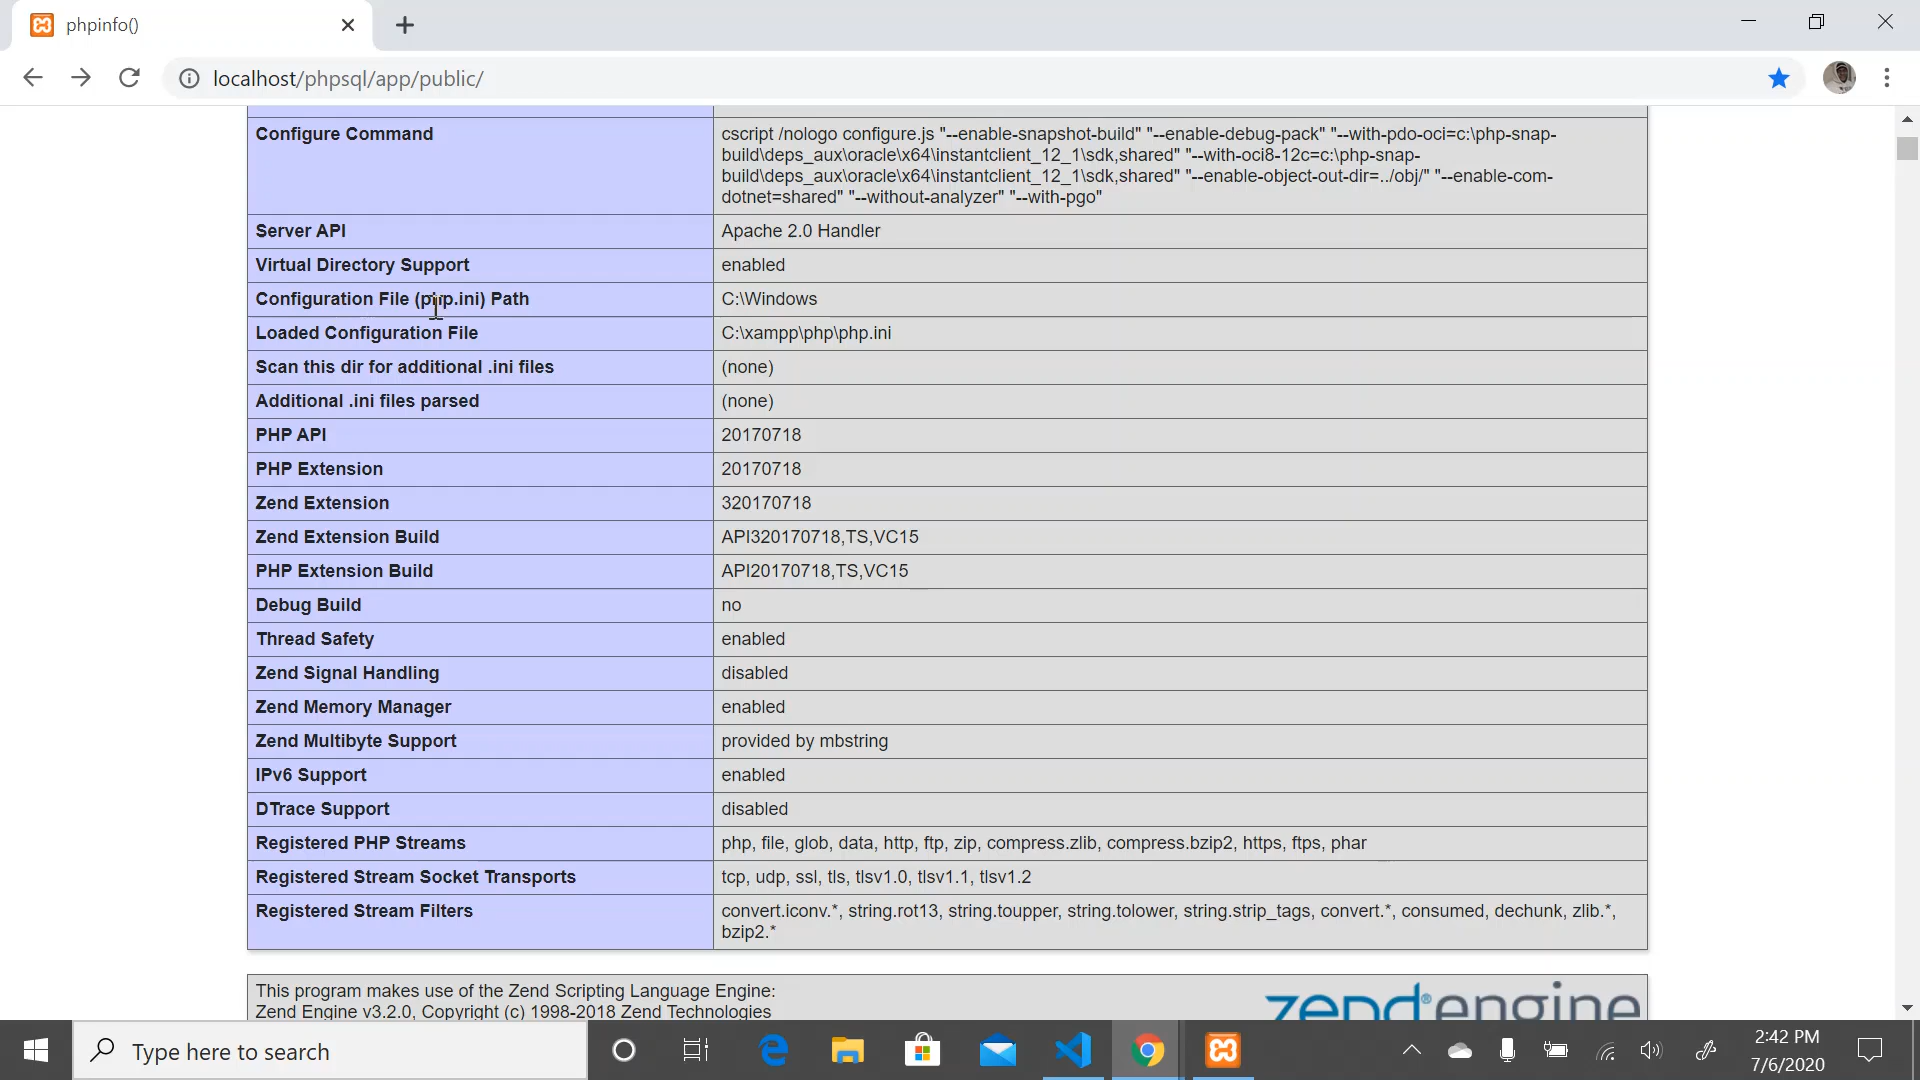 phpinfo()
localhost/phpsql/app/public/
Configure Command
cscript /nologo configure.js "--enable-snapshot-build" "--enable-debug-pack" "--with-pdo-oci=c:\php-snap-
build\deps_aux\oracle\x64\instantclient_12_1\sdk,shared" "--with-oci8-12c=c:\php-snap-
build\deps_aux\oracle\x64\instantclient_12_1\sdk,shared" "--enable-object-out-dir=../obj/" "--enable-com-
dotnet=shared" "--without-analyzer" "--with-pgo"
Server API Apache 2.0 Handler
Virtual Directory Support enabled
Configuration File (php.ini) Path C:\Windows
Loaded Configuration File C:\xampp\php\php.ini
Scan this dir for additional .ini files (none)
Additional .ini files parsed (none)
PHP API 20170718
PHP Extension 20170718
Zend Extension 320170718
Zend Extension Build API320170718,TS,VC15
PHP Extension Build API20170718,TS,VC15
Debug Build no
Thread Safety enabled
Zend Signal Handling disabled
Zend Memory Manager enabled
Zend Multibyte Support provided by mbstring
IPv6 Support enabled
DTrace Support disabled
Registered PHP Streams php, file, glob, data, http, ftp, zip, compress.zlib, compress.bzip2, https, ftps, phar
Registered Stream Socket Transports tcp, udp, ssl, tls, tlsv1.0, tlsv1.1, tlsv1.2
Registered Stream Filters convert.iconv.*, string.rot13, string.toupper, string.tolower, string.strip_tags, convert.*, consumed, dechunk, zlib.*,
bzip2.*
This program makes use of the Zend Scripting Language Engine:
Zend Engine v3.2.0, Copyright (c) 1998-2018 Zend Technologies
zend engine
Type here to search
2:42 PM
7/6/2020